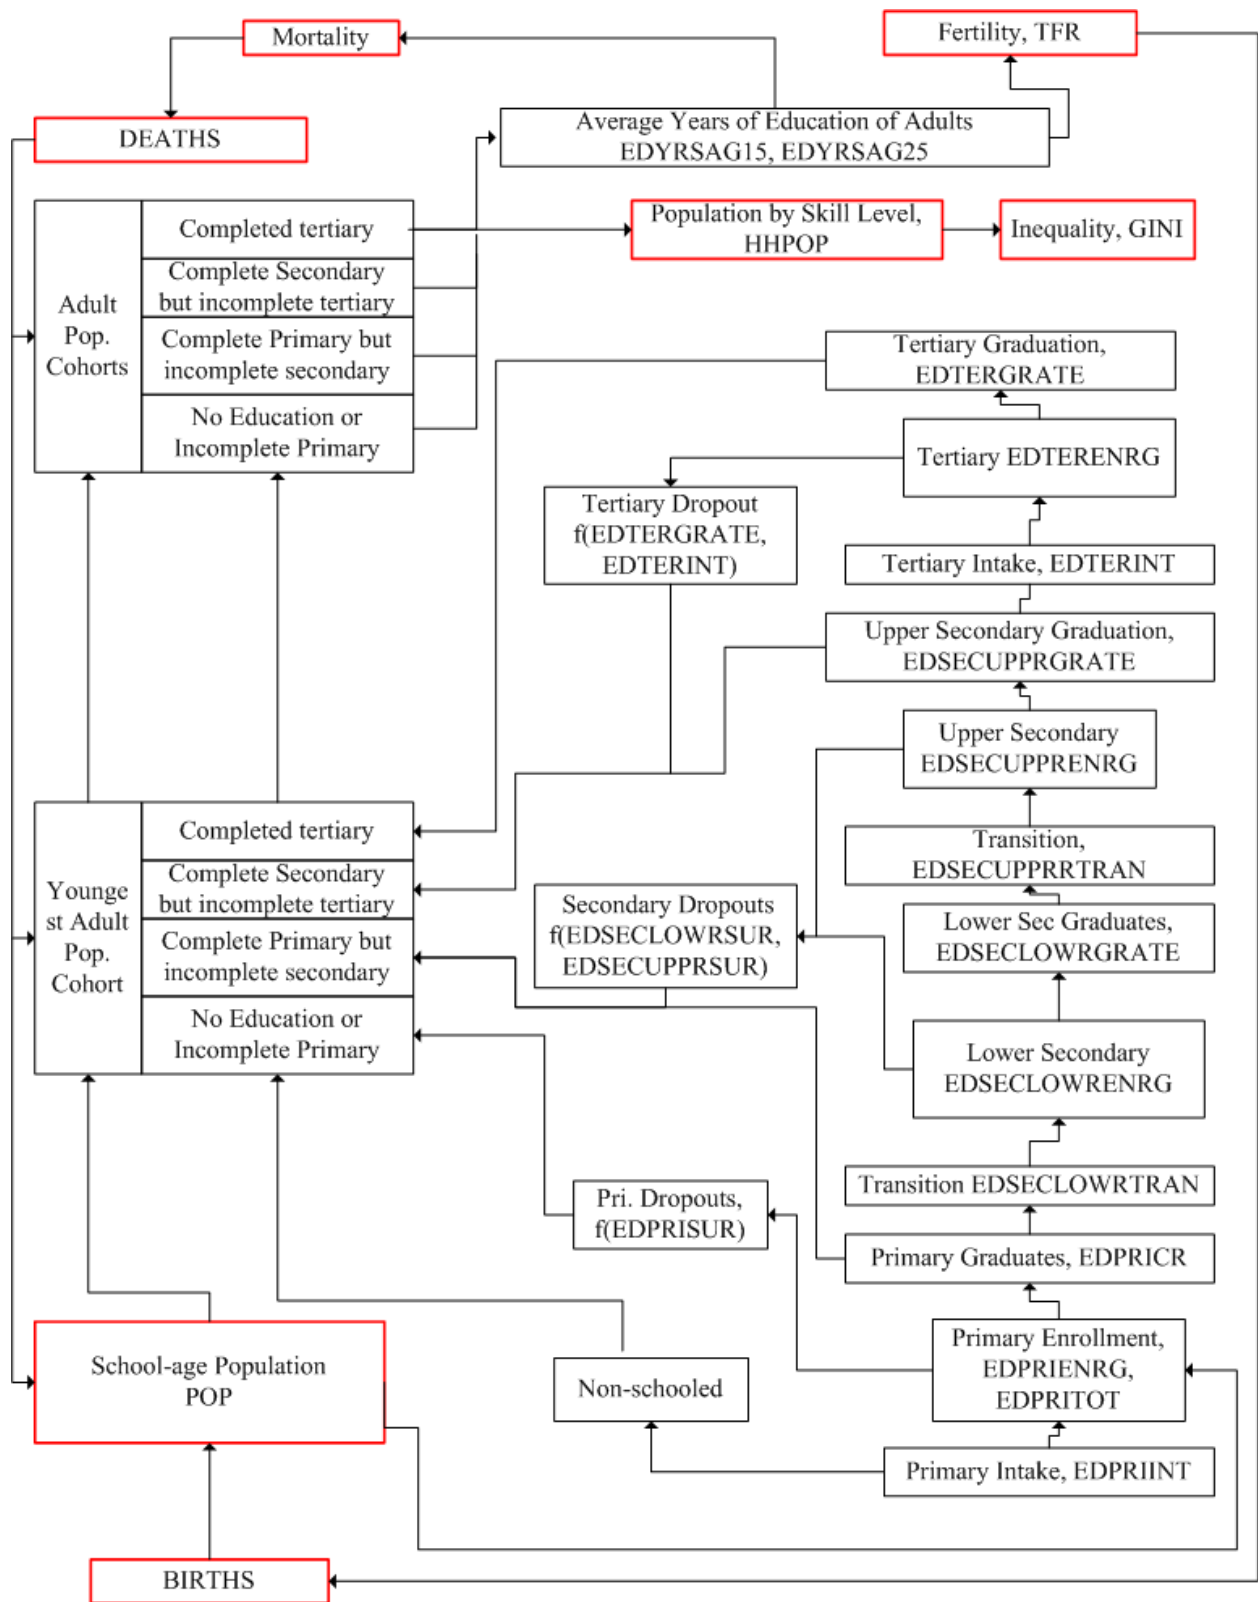 Mortality
Fertility, TFR
DEATHS
Average Years of Education of Adults
EDYRSAG15, EDYRSAG25
Adult
Pop.
Cohorts
Completed tertiary
Complete Secondary
but incomplete tertiary
Complete Primary but
incomplete secondary
No Education or
Incomplete Primary
Population by Skill Level,
HHPOP
Inequality, GINI
Tertiary Graduation,
EDTERGRATE
Tertiary EDTERENRG
Tertiary Dropout
f(EDTERGRATE,
EDTERINT)
Tertiary Intake, EDTERINT
Upper Secondary Graduation,
EDSECUPPRGRATE
Upper Secondary
EDSECUPPRENRG
Transition,
EDSECUPPRRTRAN
Lower Sec Graduates,
EDSECLOWRGRATE
Younge
st Adult
Pop.
Cohort
Completed tertiary
Complete Secondary
but incomplete tertiary
Complete Primary but
incomplete secondary
No Education or
Incomplete Primary
Secondary Dropouts
f(EDSECLOWRSUR,
EDSECUPPRSUR)
Lower Secondary
EDSECLOWRENRG
Transition EDSECLOWRTRAN
Pri. Dropouts,
f(EDPRISUR)
Primary Graduates, EDPRICR
School-age Population
POP
Non-schooled
Primary Enrollment,
EDPRIENRG,
EDPRITOT
Primary Intake, EDPRIINT
BIRTHS